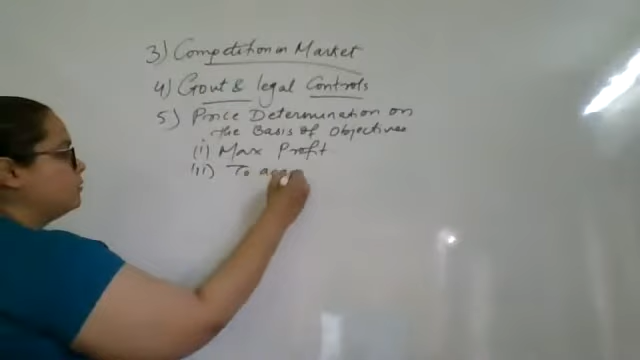 3) Competition in Market
4) Govt & legal Controls
5) Price Determination on
the Basis of Objectives
(i) Max Profit
(ii) To